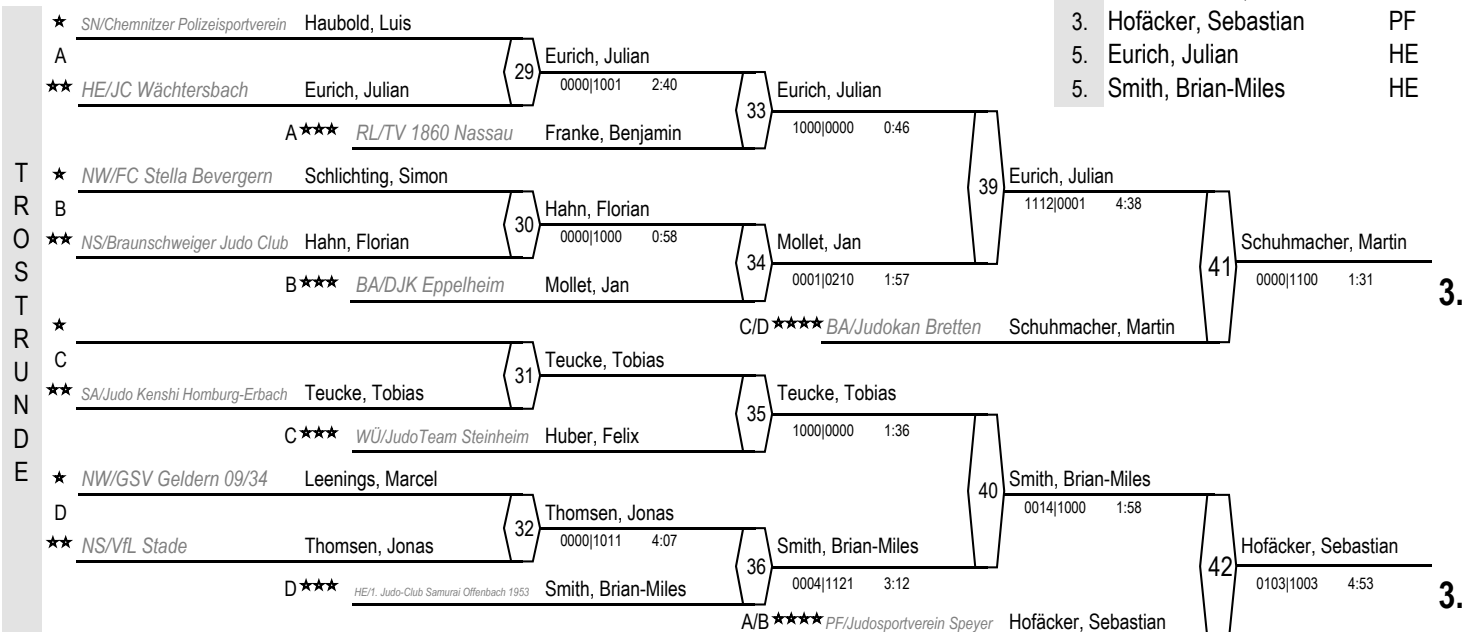 ★ SN/Chemnitzer Polizeisportverein Haubold, Luis
A
★★ HE/JC Wächtersbach Eurich, Julian
29 Eurich, Julian
0000|1001 2:40
A ★★★ RL/TV 1860 Nassau Franke, Benjamin
33 Eurich, Julian
1000|0000 0:46
3. Hofäcker, Sebastian PF
5. Eurich, Julian HE
5. Smith, Brian-Miles HE
TROSTRUNDE
★ NW/FC Stella Bevergern Schlichting, Simon
B
★★ NS/Braunschweiger Judo Club Hahn, Florian
30 Hahn, Florian
0000|1000 0:58
B ★★★ BA/DJK Eppelheim Mollet, Jan
34 Mollet, Jan
0001|0210 1:57
39 Eurich, Julian
1112|0001 4:38
C/D ★★★★ BA/Judokan Bretten Schuhmacher, Martin
41 Schuhmacher, Martin
0000|1100 1:31
3.
★
C
★★ SA/Judo Kenshi Homburg-Erbach Teucke, Tobias
31 Teucke, Tobias
C ★★★ WÜ/JudoTeam Steinheim Huber, Felix
35 Teucke, Tobias
1000|0000 1:36
★ NW/GSV Geldern 09/34 Leenings, Marcel
D
★★ NS/VfL Stade Thomsen, Jonas
32 Thomsen, Jonas
0000|1011 4:07
D ★★★ HE/1. Judo-Club Samurai Offenbach 1953 Smith, Brian-Miles
36 Smith, Brian-Miles
0004|1121 3:12
40 Smith, Brian-Miles
0014|1000 1:58
A/B ★★★★ PF/Judosportverein Speyer Hofäcker, Sebastian
42 Hofäcker, Sebastian
0103|1003 4:53
3.